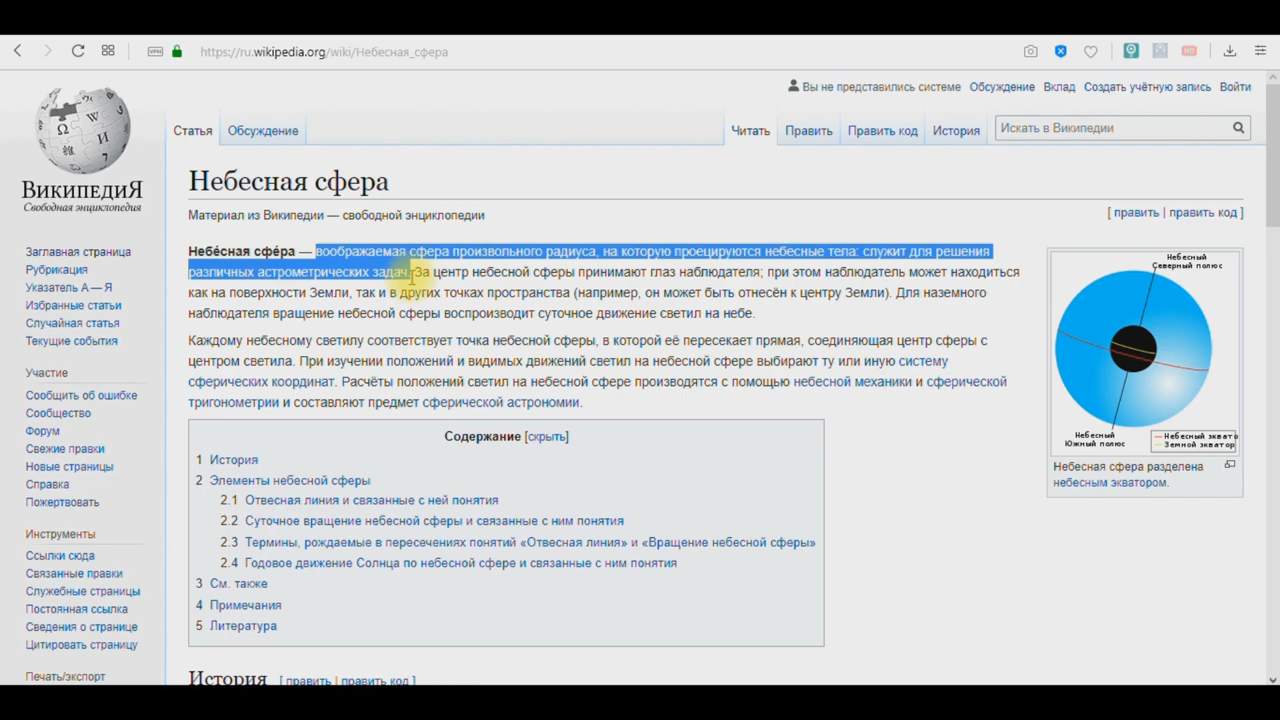 VPN
https://ru.wikipedia.org/wiki/Небесная_сфера
Вы не представились системе Обсуждение Вклад Создать учётную запись Войти
Статья Обсуждение Читать Править Править код История Искать в Википедии
ВикипедиЯ
Свободная энциклопедия
Заглавная страница
Рубрикация
Указатель А — Я
Избранные статьи
Случайная статья
Текущие события
Участие
Сообщить об ошибке
Сообщество
Форум
Свежие правки
Новые страницы
Справка
Пожертвовать
Инструменты
Ссылки сюда
Связанные правки
Служебные страницы
Постоянная ссылка
Сведения о странице
Цитировать страницу
Печать/экспорт
Небесная сфера
Материал из Википедии — свободной энциклопедии
[ править | править код ]
Небе́сная сфе́ра — воображаемая сфера произвольного радиуса, на которую проецируются небесные тела: служит для решения
различных астрометрических задач. За центр небесной сферы принимают глаз наблюдателя; при этом наблюдатель может находиться
как на поверхности Земли, так и в других точках пространства (например, он может быть отнесён к центру Земли). Для наземного
наблюдателя вращение небесной сферы воспроизводит суточное движение светил на небе.
Каждому небесному светилу соответствует точка небесной сферы, в которой её пересекает прямая, соединяющая центр сферы с
центром светила. При изучении положений и видимых движений светил на небесной сфере выбирают ту или иную систему
сферических координат. Расчёты положений светил на небесной сфере производятся с помощью небесной механики и сферической
тригонометрии и составляют предмет сферической астрономии.
Содержание [скрыть]
1 История
2 Элементы небесной сферы
2.1 Отвесная линия и связанные с ней понятия
2.2 Суточное вращение небесной сферы и связанные с ним понятия
2.3 Термины, рождаемые в пересечениях понятий «Отвесная линия» и «Вращение небесной сферы»
2.4 Годовое движение Солнца по небесной сфере и связанные с ним понятия
3 См. также
4 Примечания
5 Литература
История [ править | править код ]
Небесный
Северный полюс
Небесный
Южный полюс
Небесный эквато
Земной экватор
Небесная сфера разделена
небесным экватором.